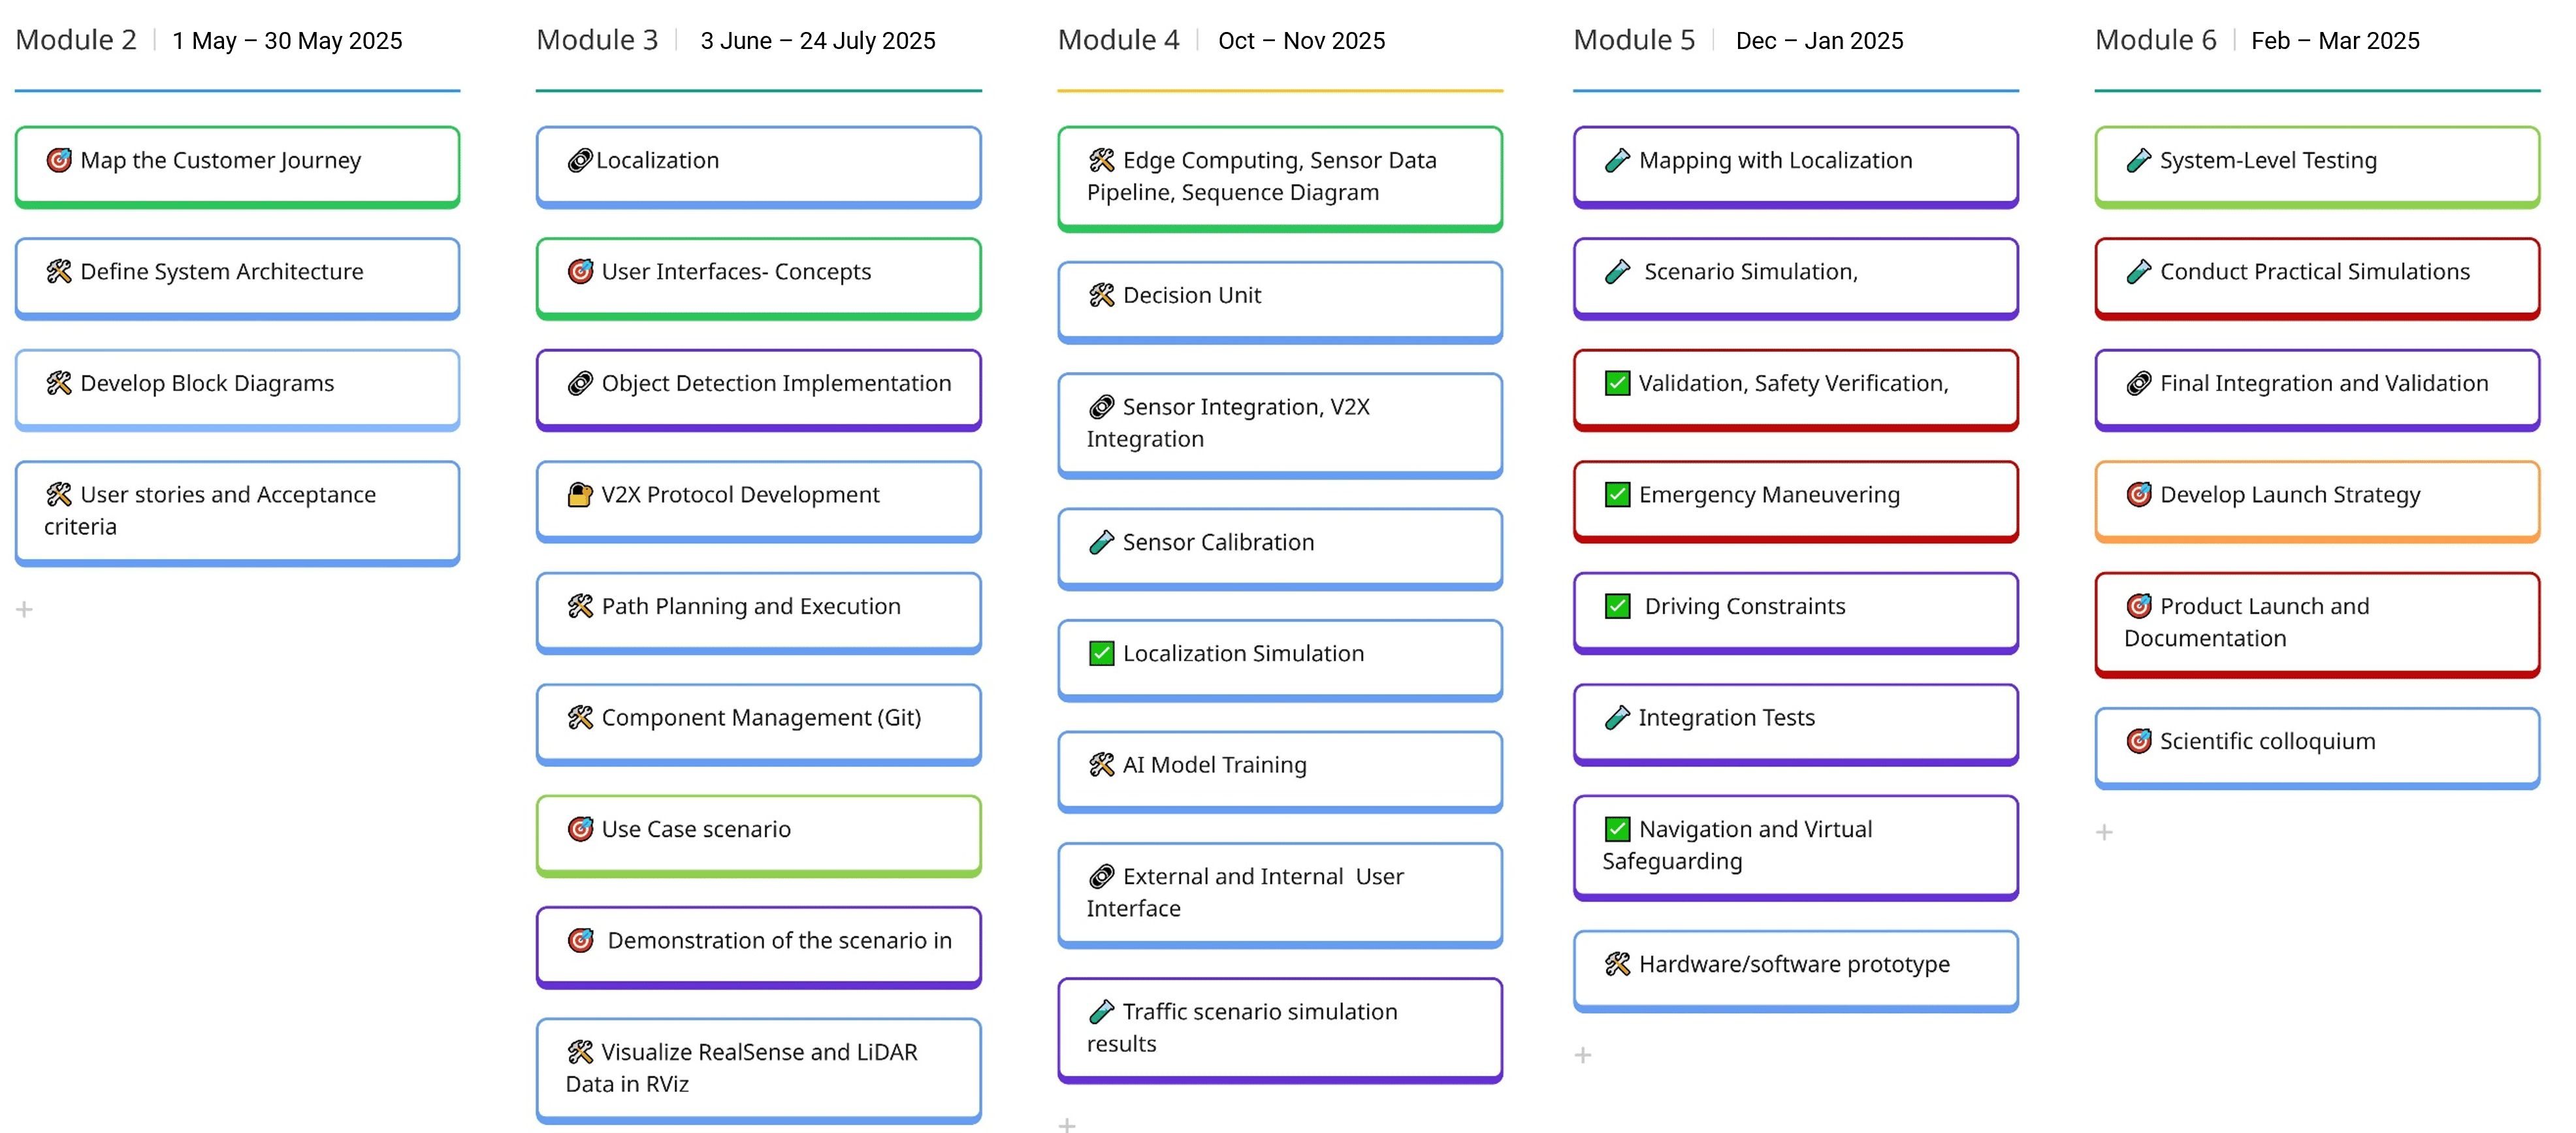 Module 2 | 1 May – 30 May 2025
🎯 Map the Customer Journey
🛠 Define System Architecture
🛠 Develop Block Diagrams
🛠 User stories and Acceptance
criteria
+
Module 3 | 3 June – 24 July 2025
🔗Localization
🎯 User Interfaces- Concepts
🔗 Object Detection Implementation
🔐 V2X Protocol Development
🛠 Path Planning and Execution
🛠 Component Management (Git)
🎯 Use Case scenario
🎯 Demonstration of the scenario in
🛠 Visualize RealSense and LiDAR
Data in RViz
Module 4 | Oct – Nov 2025
🛠 Edge Computing, Sensor Data
Pipeline, Sequence Diagram
🛠 Decision Unit
🔗 Sensor Integration, V2X
Integration
🧪 Sensor Calibration
✅ Localization Simulation
🛠 AI Model Training
🔗 External and Internal User
Interface
🧪 Traffic scenario simulation
results
+
Module 5 | Dec – Jan 2025
🧪 Mapping with Localization
🧪 Scenario Simulation,
✅ Validation, Safety Verification,
✅ Emergency Maneuvering
✅ Driving Constraints
🧪 Integration Tests
✅ Navigation and Virtual
Safeguarding
🛠 Hardware/software prototype
+
Module 6 | Feb – Mar 2025
🧪 System-Level Testing
🧪 Conduct Practical Simulations
🔗 Final Integration and Validation
🎯 Develop Launch Strategy
🎯 Product Launch and
Documentation
🎯 Scientific colloquium
+